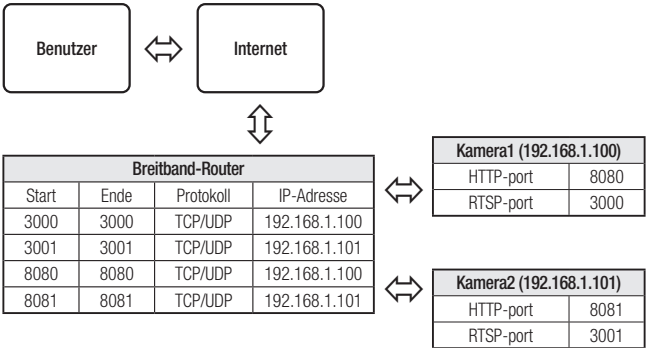 Benutzer
Internet
Breitband-Router
Start Ende Protokoll IP-Adresse
3000 3000 TCP/UDP 192.168.1.100
3001 3001 TCP/UDP 192.168.1.101
8080 8080 TCP/UDP 192.168.1.100
8081 8081 TCP/UDP 192.168.1.101
Kamera1 (192.168.1.100)
HTTP-port 8080
RTSP-port 3000
Kamera2 (192.168.1.101)
HTTP-port 8081
RTSP-port 3001